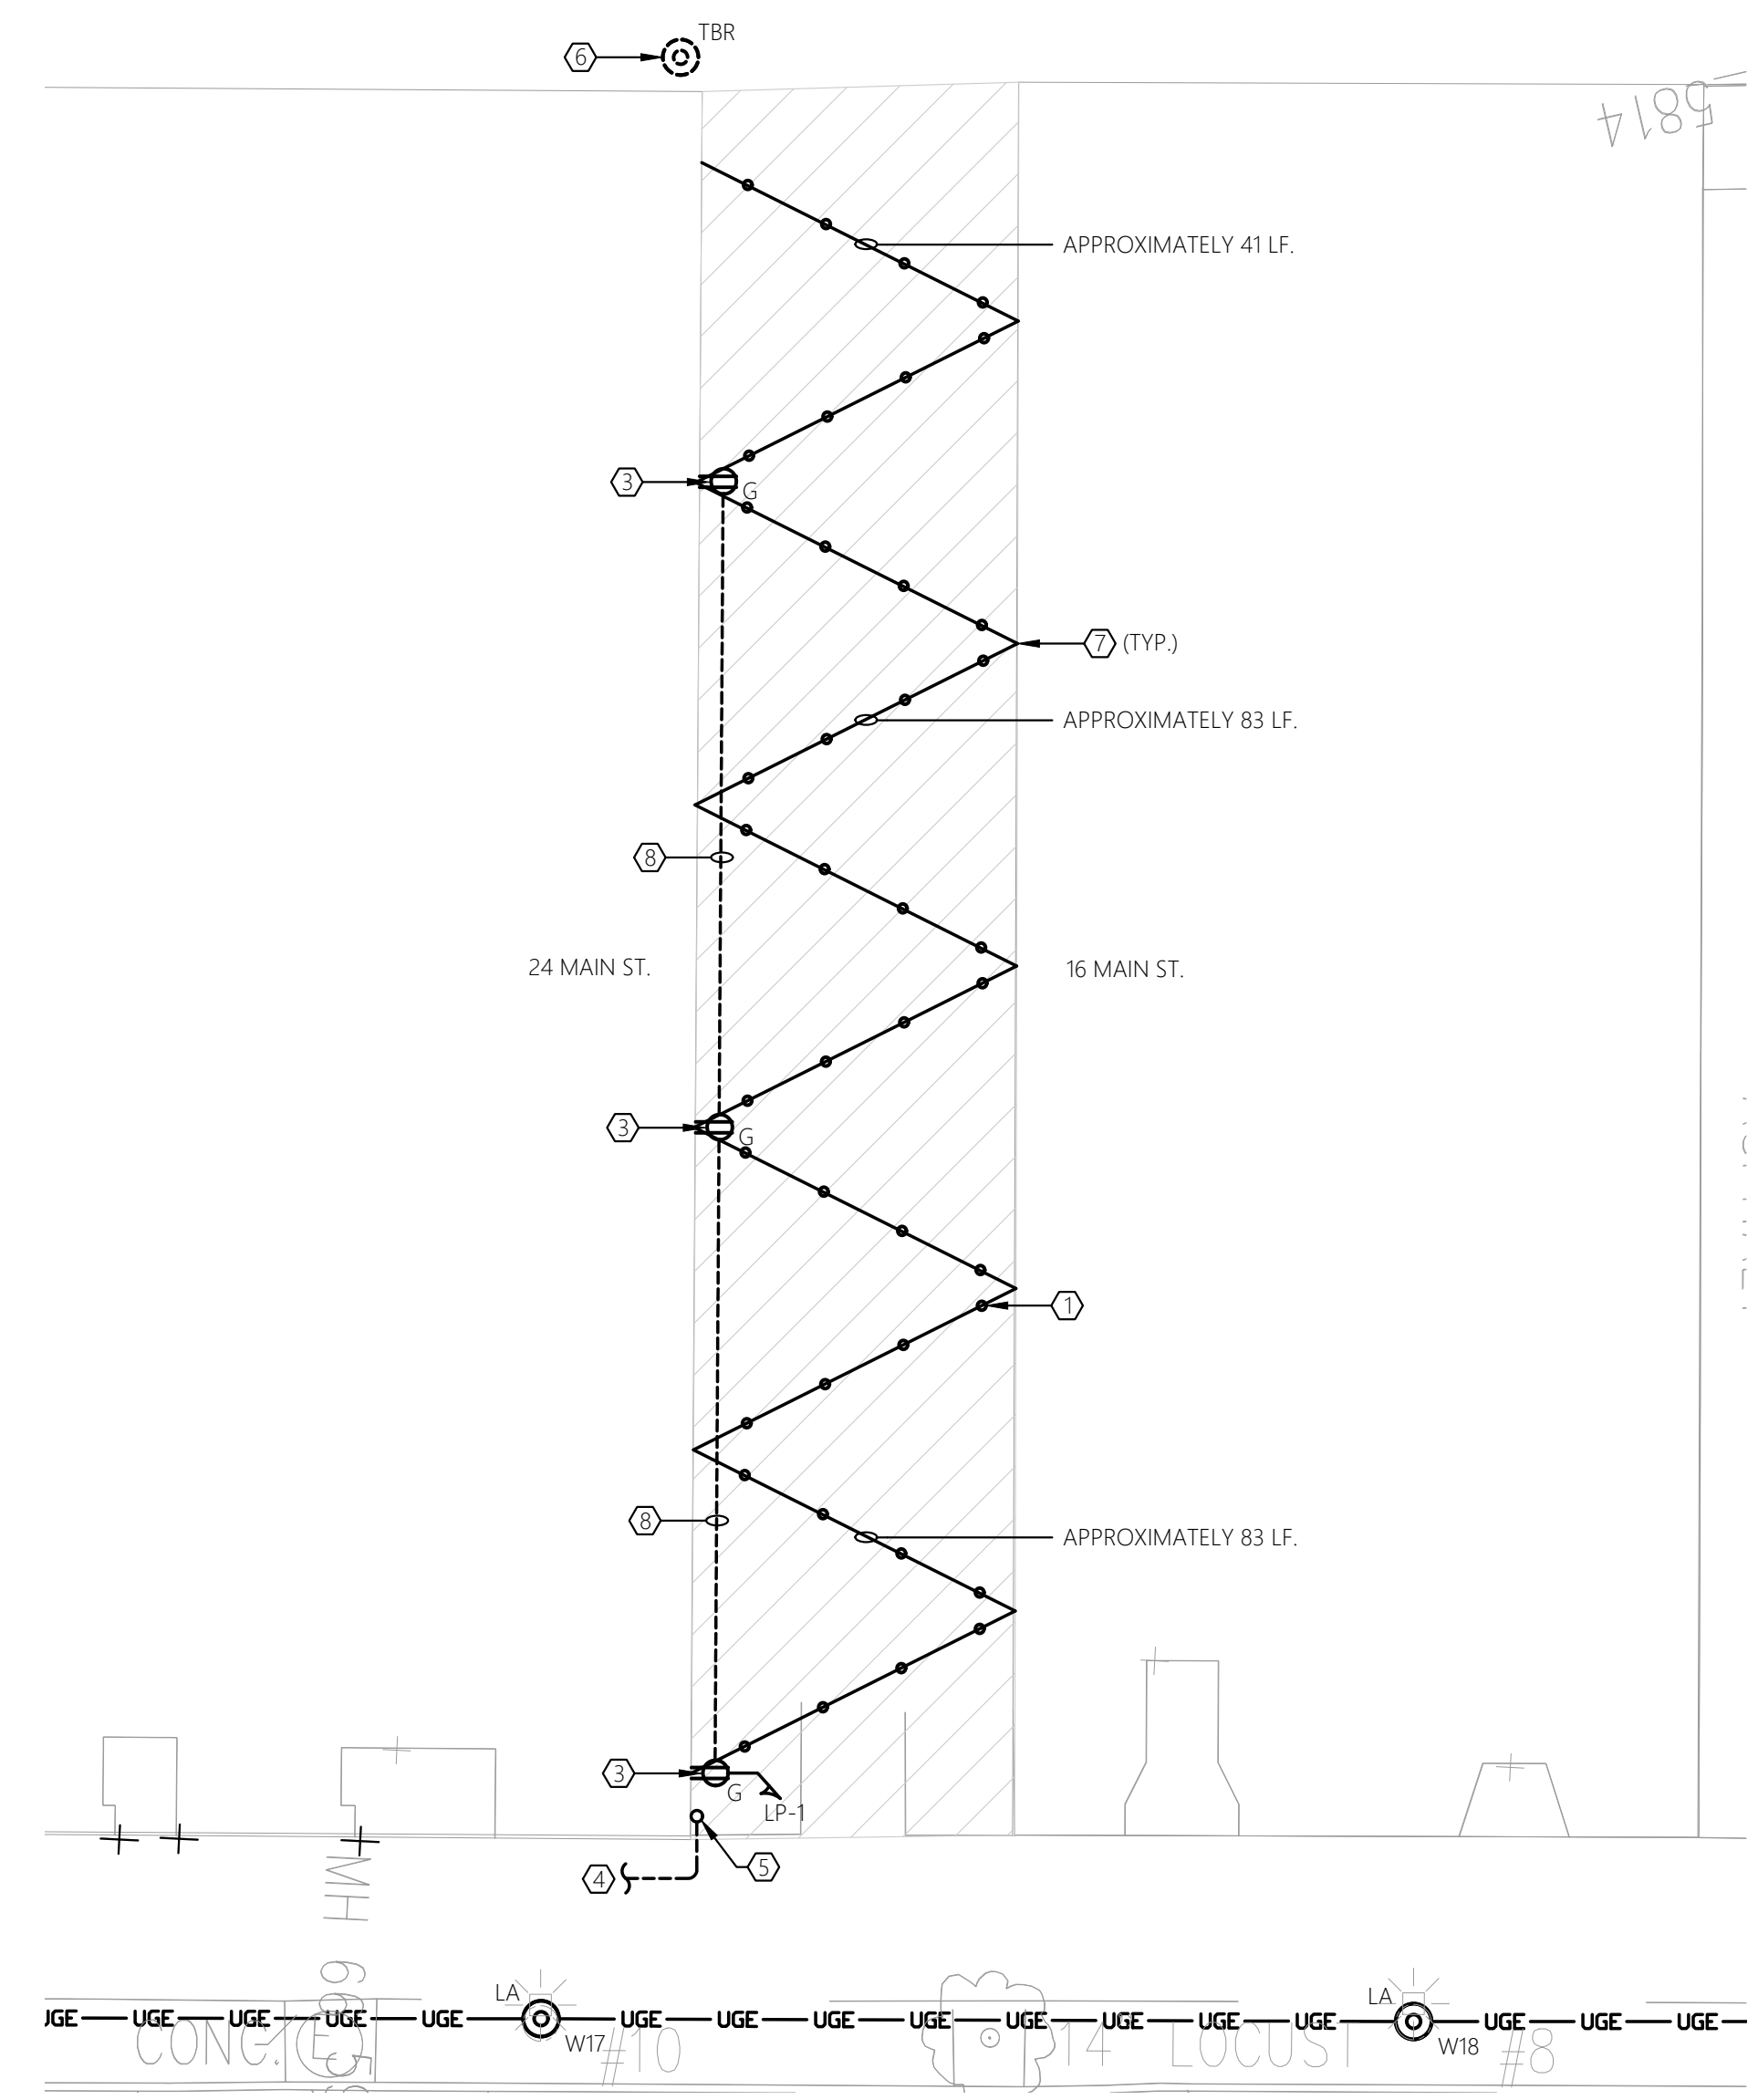 TBR
6
5814
APPROXIMATELY 41 LF.
3
G
7 (TYP.)
APPROXIMATELY 83 LF.
8
24 MAIN ST.
16 MAIN ST.
3
G
1
8
APPROXIMATELY 83 LF.
3
G
LP-1
5
4
MH
LA
LA
UGE UGE UGE UGE UGE UGE UGE UGE UGE UGE UGE UGE UGE UGE UGE UGE UGE
W17
W18
CONC.
E
#10
14" LOCUST
#8